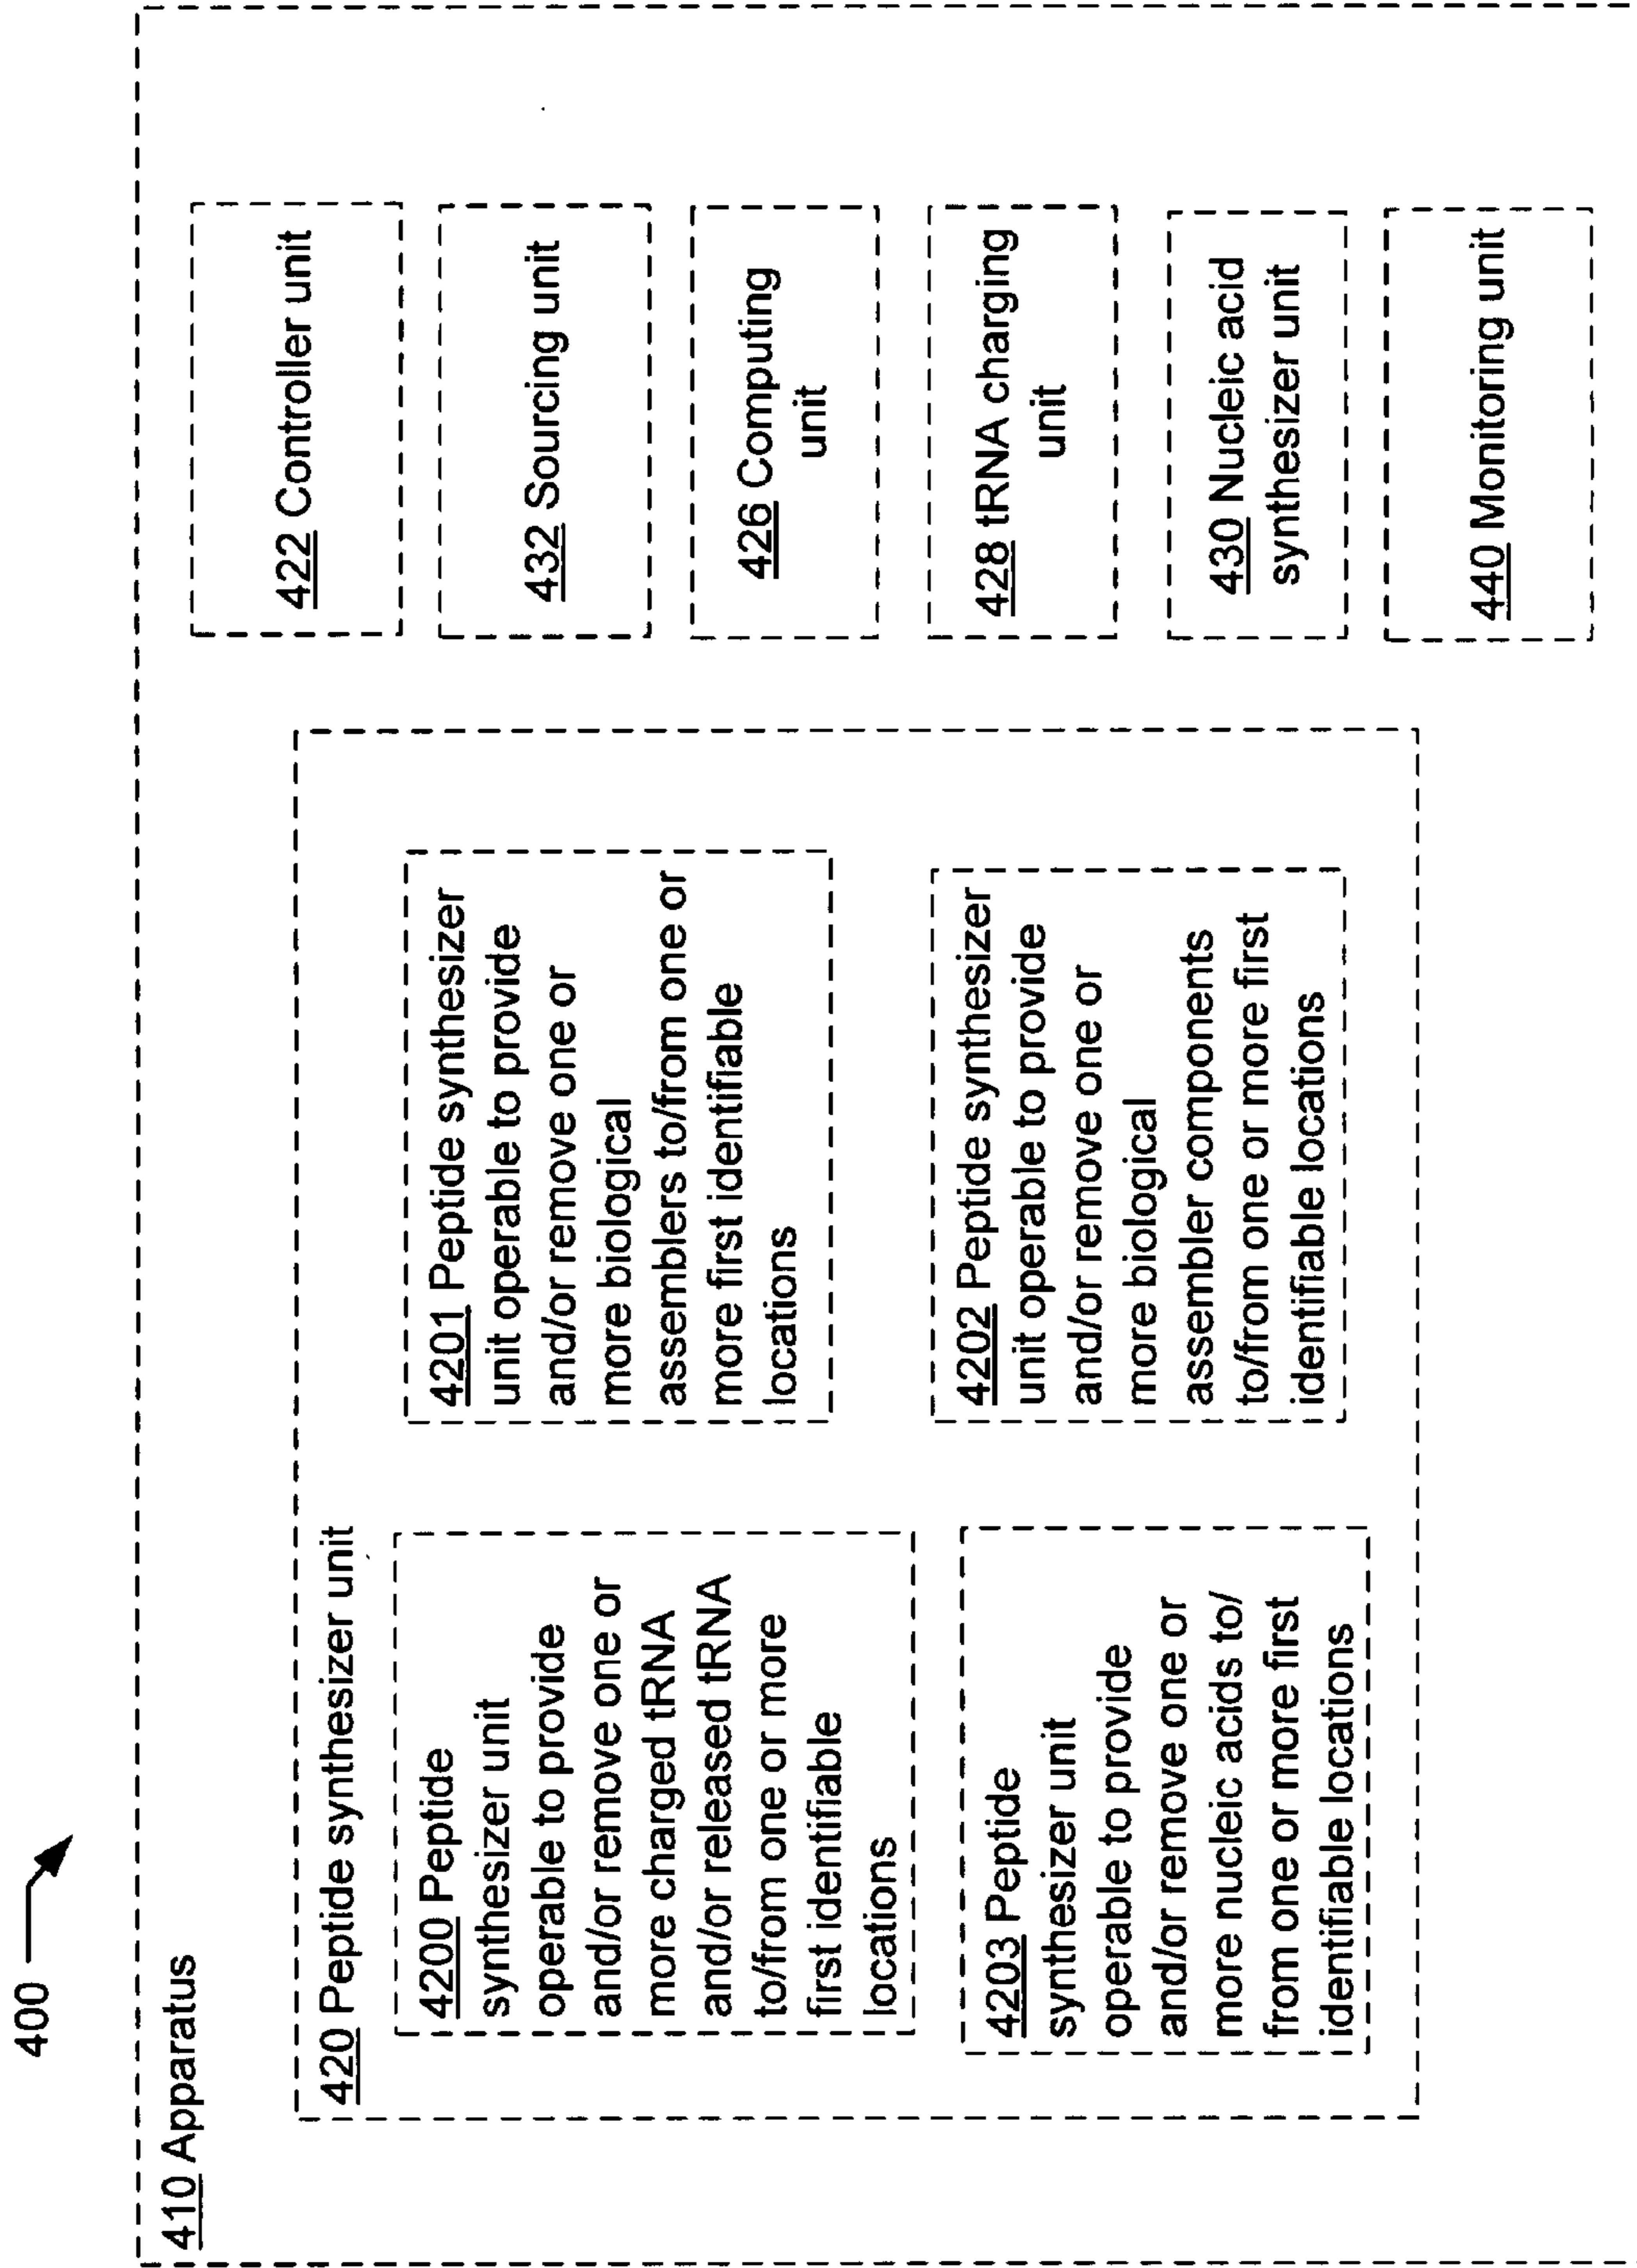 400
410 Apparatus
420 Peptide synthesizer unit
4200 Peptide
synthesizer unit
operable to provide
and/or remove one or
more charged tRNA
and/or released tRNA
to/from one or more
first identifiable
locations
4201 Peptide synthesizer
unit operable to provide
and/or remove one or
more biological
assemblers to/from one or
more first identifiable
locations
4203 Peptide
synthesizer unit
operable to provide
and/or remove one or
more nucleic acids to/
from one or more first
identifiable locations
4202 Peptide synthesizer
unit operable to provide
and/or remove one or
more biological
assembler components
to/from one or more first
identifiable locations
422 Controller unit
432 Sourcing unit
426 Computing
unit
428 tRNA charging
unit
430 Nucleic acid
synthesizer unit
440 Monitoring unit